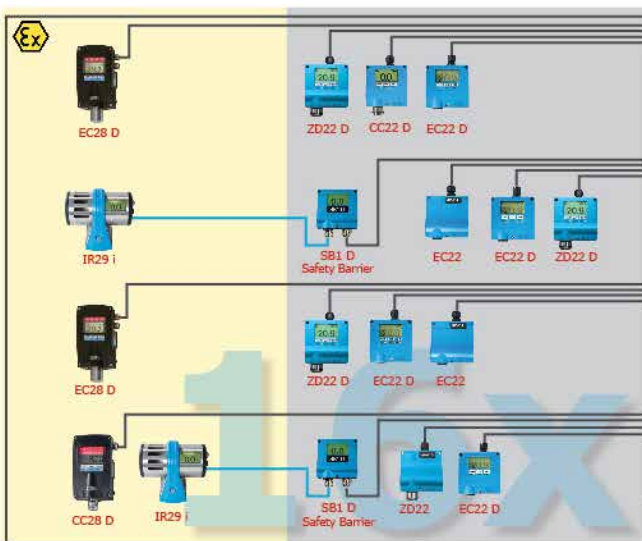 Ex
EC28 D
ZD22 D
CC22 D
EC22 D
IR29 i
SB1 D
Safety Barrier
EC22
EC22 D
ZD22 D
EC28 D
ZD22 D
EC22 D
EC22
CC28 D
IR29 i
SB1 D
Safety Barrier
ZD22
EC22 D
16x